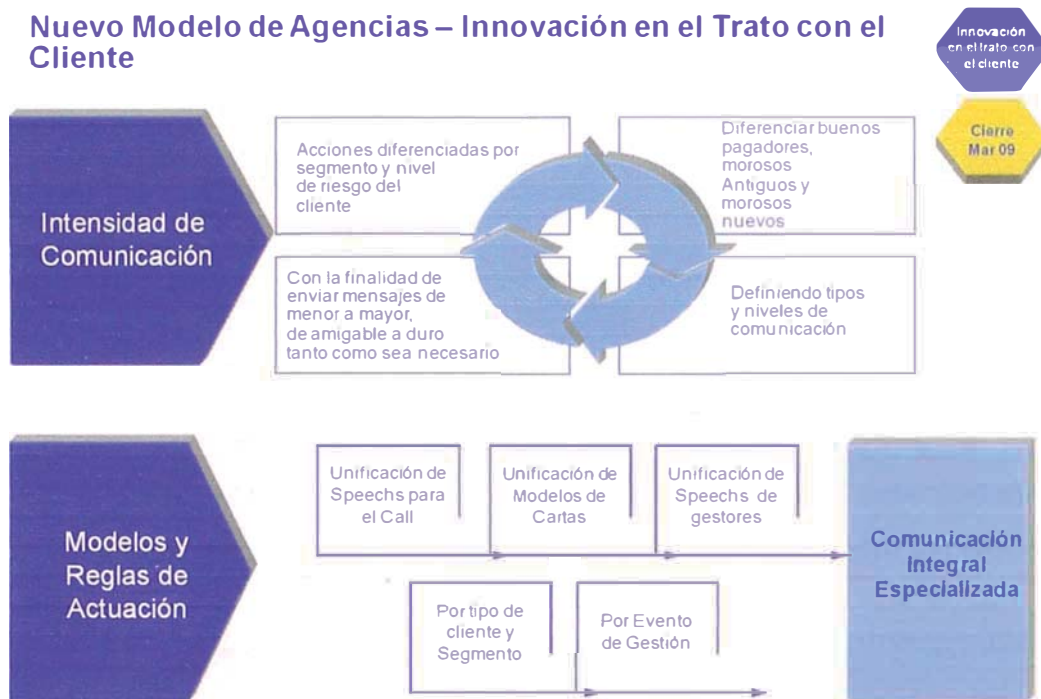 Nuevo Modelo de Agencias – Innovación en el Trato con el
Cliente
Innovación
en el trato con
el cliente
Cierre
Mar 09
Intensidad de
Comunicación
Acciones diferenciadas por
segmento y nivel
de riesgo del
cliente
Diferenciar buenos
pagadores,
morosos
Antiguos y
morosos
nuevos
Con la finalidad de
enviar mensajes de
menor a mayor,
de amigable a duro
tanto como sea necesario
Definiendo tipos
y niveles de
comunicación
Modelos y
Reglas de
Actuación
Unificación de
Speechs para
el Call
Unificación de
Modelos de
Cartas
Unificación de
Speechs de
gestores
Comunicación
Integral
Especializada
Por tipo de
cliente y
Segmento
Por Evento
de Gestión